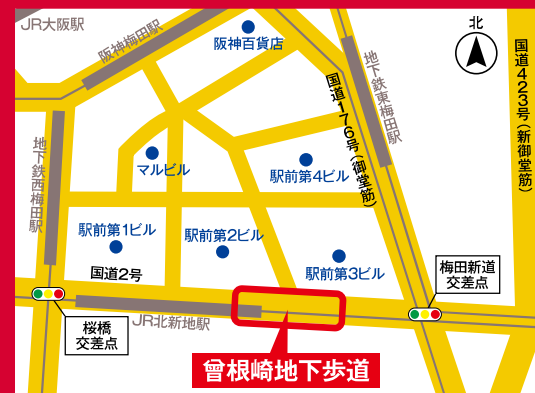 JR大阪駅
阪神梅田駅
阪神百貨店
北
国道423号(新御堂筋)
地下鉄東梅田駅
国道176号(御堂筋)
地下鉄西梅田駅
マルビル
駅前第4ビル
駅前第1ビル
駅前第2ビル
駅前第3ビル
国道2号
梅田新道
交差点
JR北新地駅
桜橋
交差点
曾根崎地下歩道